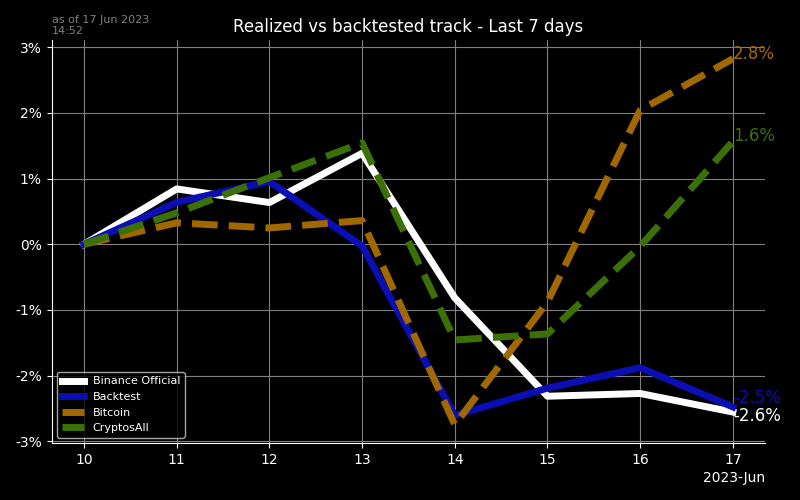 as of 17 Jun 2023
14:52
Realized vs backtested track - Last 7 days
3%
2%
1%
0%
-1%
-2%
-3%
2.8%
1.6%
-2.5%
-2.6%
Binance Official
Backtest
Bitcoin
CryptosAll
10 11 12 13 14 15 16 17
2023-Jun